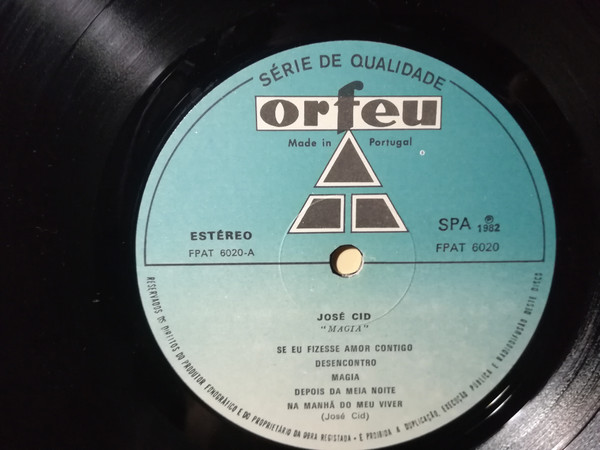 SÉRIE DE QUALIDADE
orfeu
Made in Portugal
ESTÉREO
FPAT 6020-A
SPA ℗ 1982
FPAT 6020
JOSÉ CID
"MAGIA"
SE EU FIZESSE AMOR CONTIGO
DESENCONTRO
MAGIA
DEPOIS DA MEIA NOITE
NA MANHÃ DO MEU VIVER
(José Cid)
RESERVADOS OS DIREITOS DO PRODUTOR FONOGRÁFICO E DO PROPRIETÁRIO DA OBRA REGISTADA - É PROIBIDA A DUPLICAÇÃO, EXECUÇÃO PÚBLICA E RADIODIFUSÃO DESTE DISCO